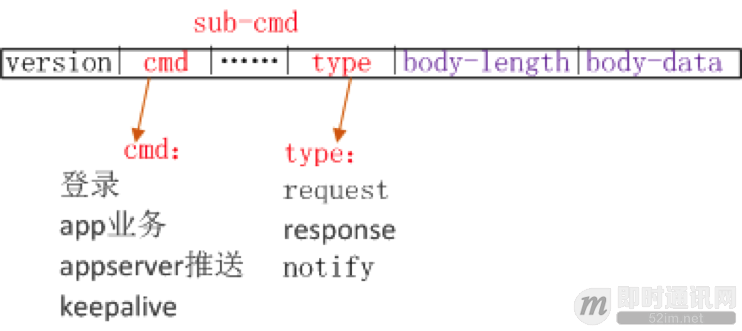 sub-cmd
version cmd ······ type body-length body-data
cmd:
登录
app业务
appserver推送
keepalive
type:
request
response
notify
m 即时通讯网
52im.net